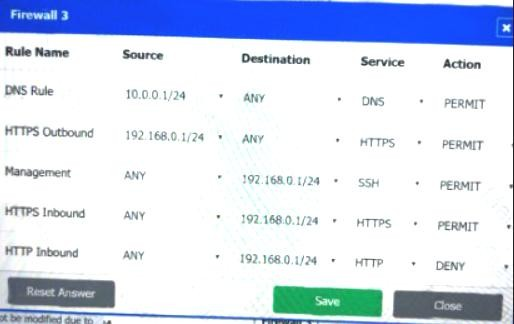 Firewall 3
Rule Name Source Destination Service Action
DNS Rule 10.0.0.1/24 ANY DNS PERMIT
HTTPS Outbound 192.168.0.1/24 ANY HTTPS PERMIT
Management ANY 192.168.0.1/24 SSH PERMIT
HTTPS Inbound ANY 192.168.0.1/24 HTTPS PERMIT
HTTP Inbound ANY 192.168.0.1/24 HTTP DENY
Reset Answer Save Close
ot be modified due to